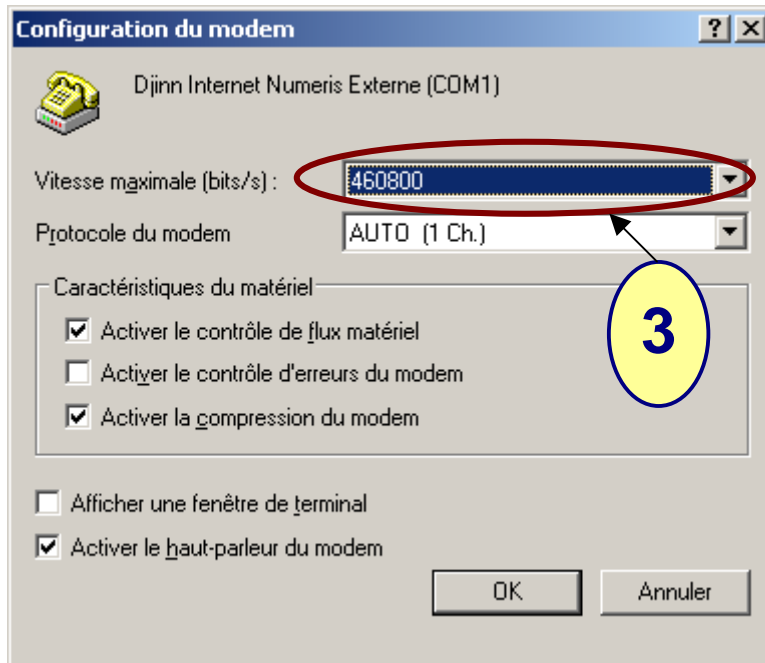 Configuration du modem
Djinn Internet Numeris Externe (COM1)
Vitesse maximale (bits/s) : 460800
Protocole du modem AUTO (1 Ch.)
Caractéristiques du matériel
Activer le contrôle de flux matériel
Activer le contrôle d'erreurs du modem
Activer la compression du modem
3
Afficher une fenêtre de terminal
Activer le haut-parleur du modem
OK Annuler